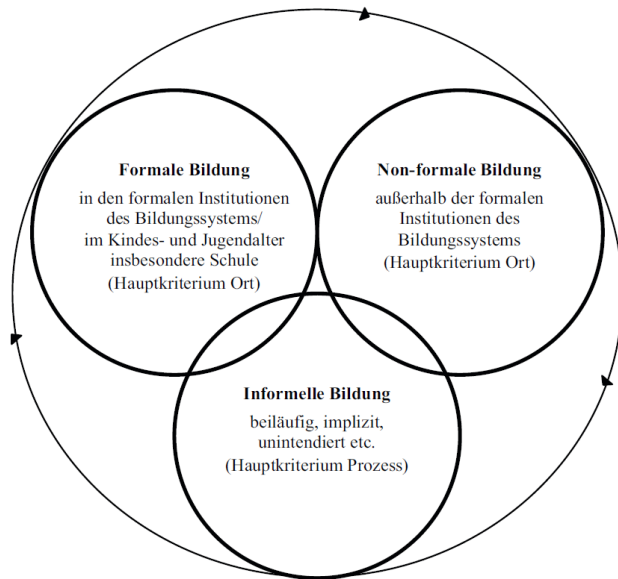 Formale Bildung
in den formalen Institutionen
des Bildungssystems/
im Kindes- und Jugendalter
insbesondere Schule
(Hauptkriterium Ort)
Non-formale Bildung
außerhalb der formalen
Institutionen des
Bildungssystems
(Hauptkriterium Ort)
Informelle Bildung
beiläufig, implizit,
unintendiert etc.
(Hauptkriterium Prozess)